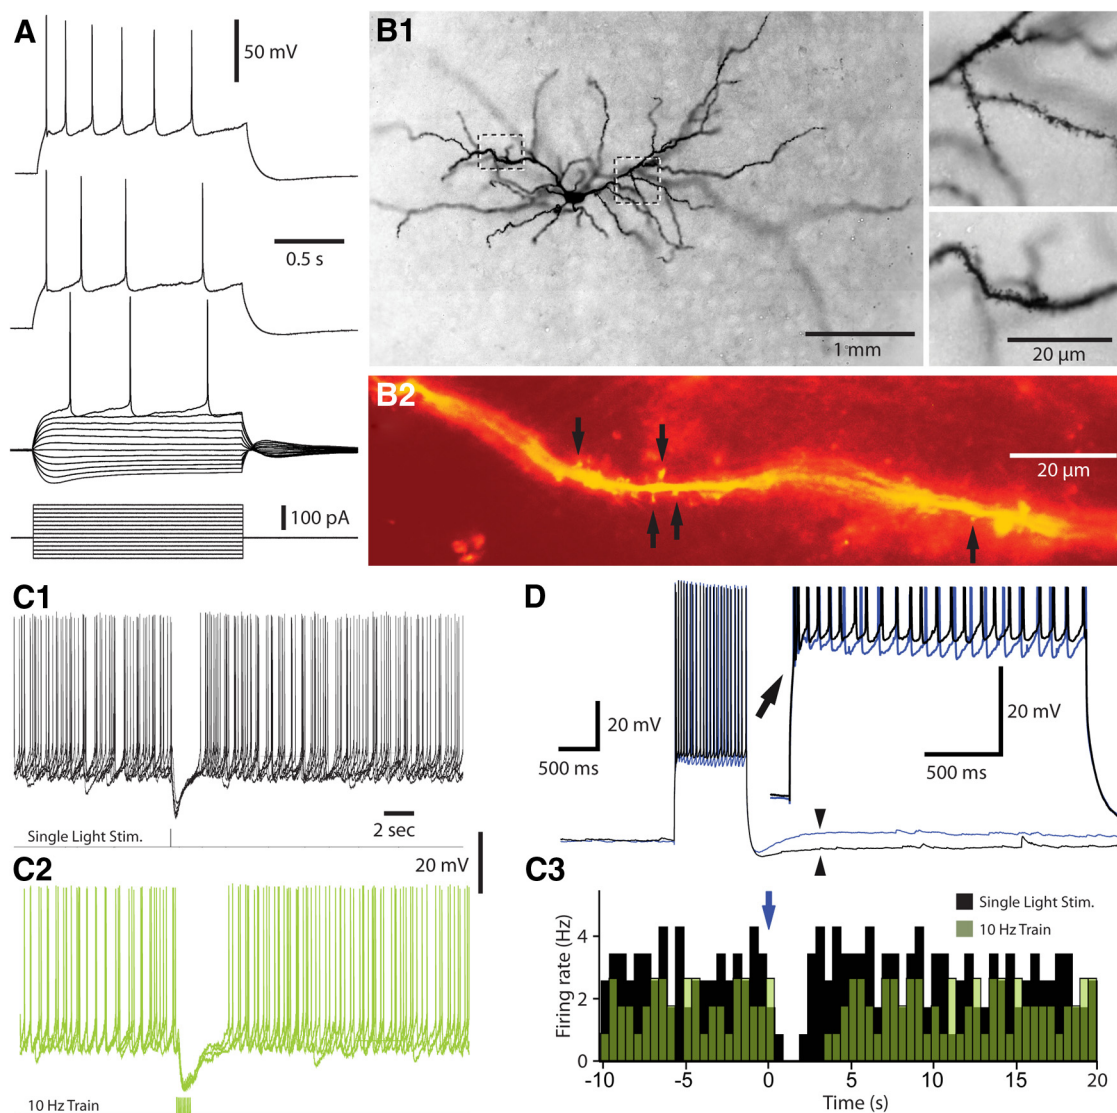 A
50 mV
0.5 s
100 pA
B1
1 mm
20 µm
B2
20 µm
C1
2 sec
Single Light Stim.
20 mV
C2
10 Hz Train
D
20 mV
500 ms
20 mV
500 ms
C3
Single Light Stim.
10 Hz Train
Firing rate (Hz)
4
2
0
-10 -5 0 5 10 15 20
Time (s)